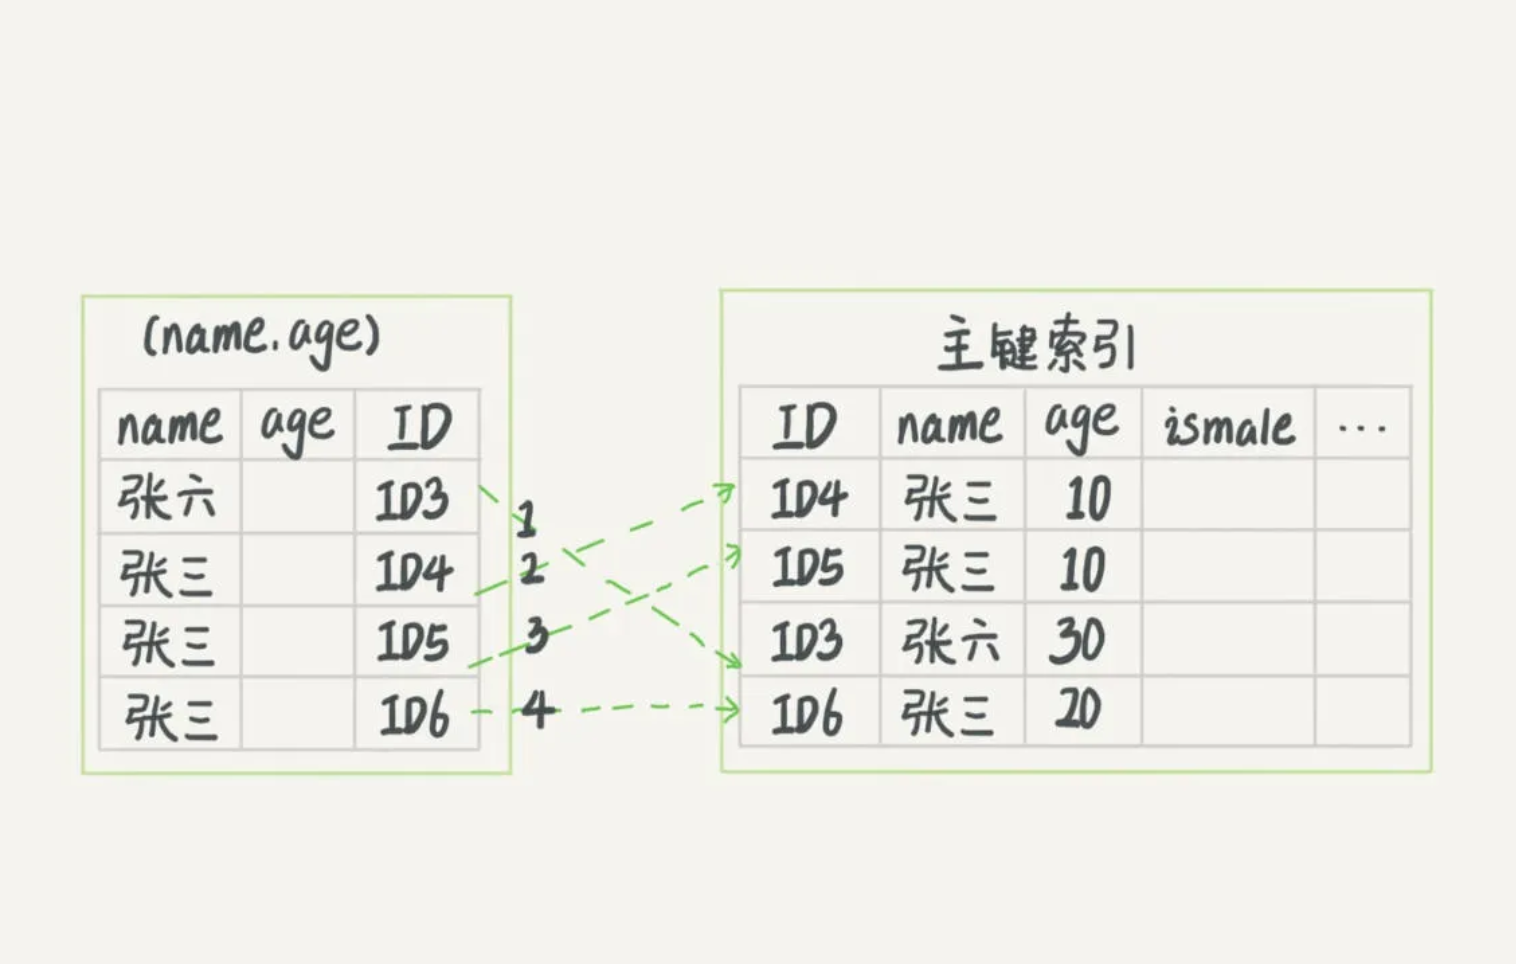 (name.age)
name age ID
张六 ID3
张三 ID4
张三 ID5
张三 ID6
1
2
3
4
主键索引
ID name age ismale ...
ID4 张三 10
ID5 张三 10
ID3 张六 30
ID6 张三 20